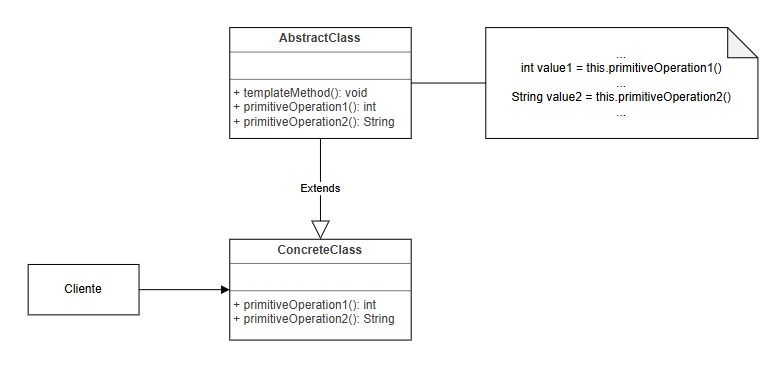 AbstractClass
+ templateMethod(): void
+ primitiveOperation1(): int
+ primitiveOperation2(): String
...
int value1 = this.primitiveOperation1()
...
String value2 = this.primitiveOperation2()
...
Extends
ConcreteClass
+ primitiveOperation1(): int
+ primitiveOperation2(): String
Cliente